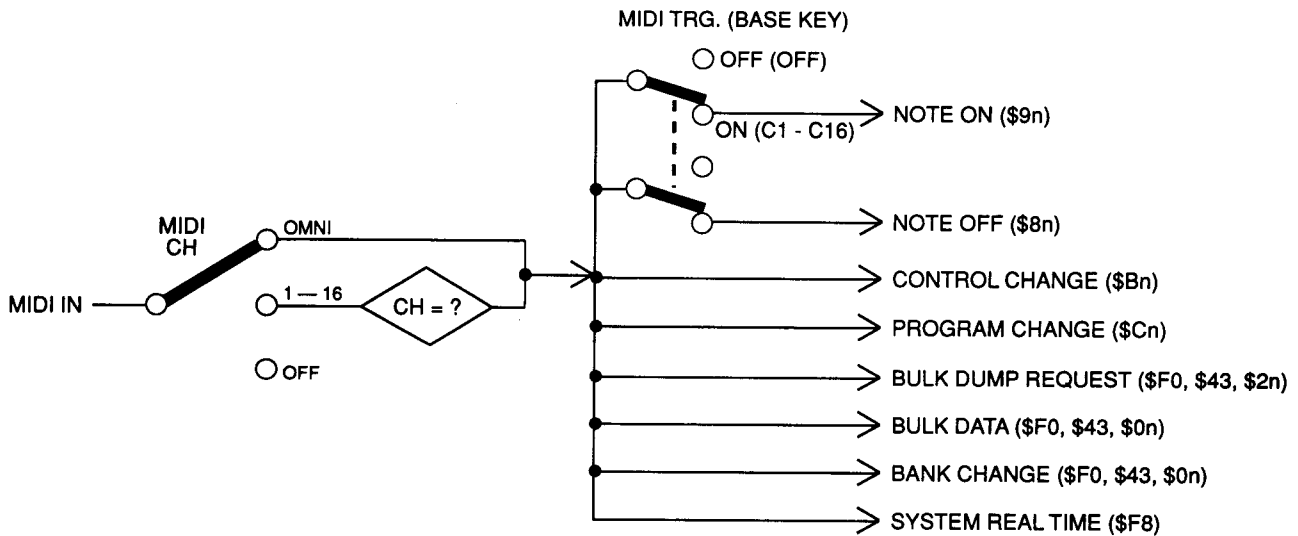 MIDI TRG. (BASE KEY)
OFF (OFF)
NOTE ON ($9n)
ON (C1 - C16)
MIDI
CH
OMNI
NOTE OFF ($8n)
CONTROL CHANGE ($Bn)
MIDI IN
1 — 16
CH = ?
PROGRAM CHANGE ($Cn)
OFF
BULK DUMP REQUEST ($F0, $43, $2n)
BULK DATA ($F0, $43, $0n)
BANK CHANGE ($F0, $43, $0n)
SYSTEM REAL TIME ($F8)